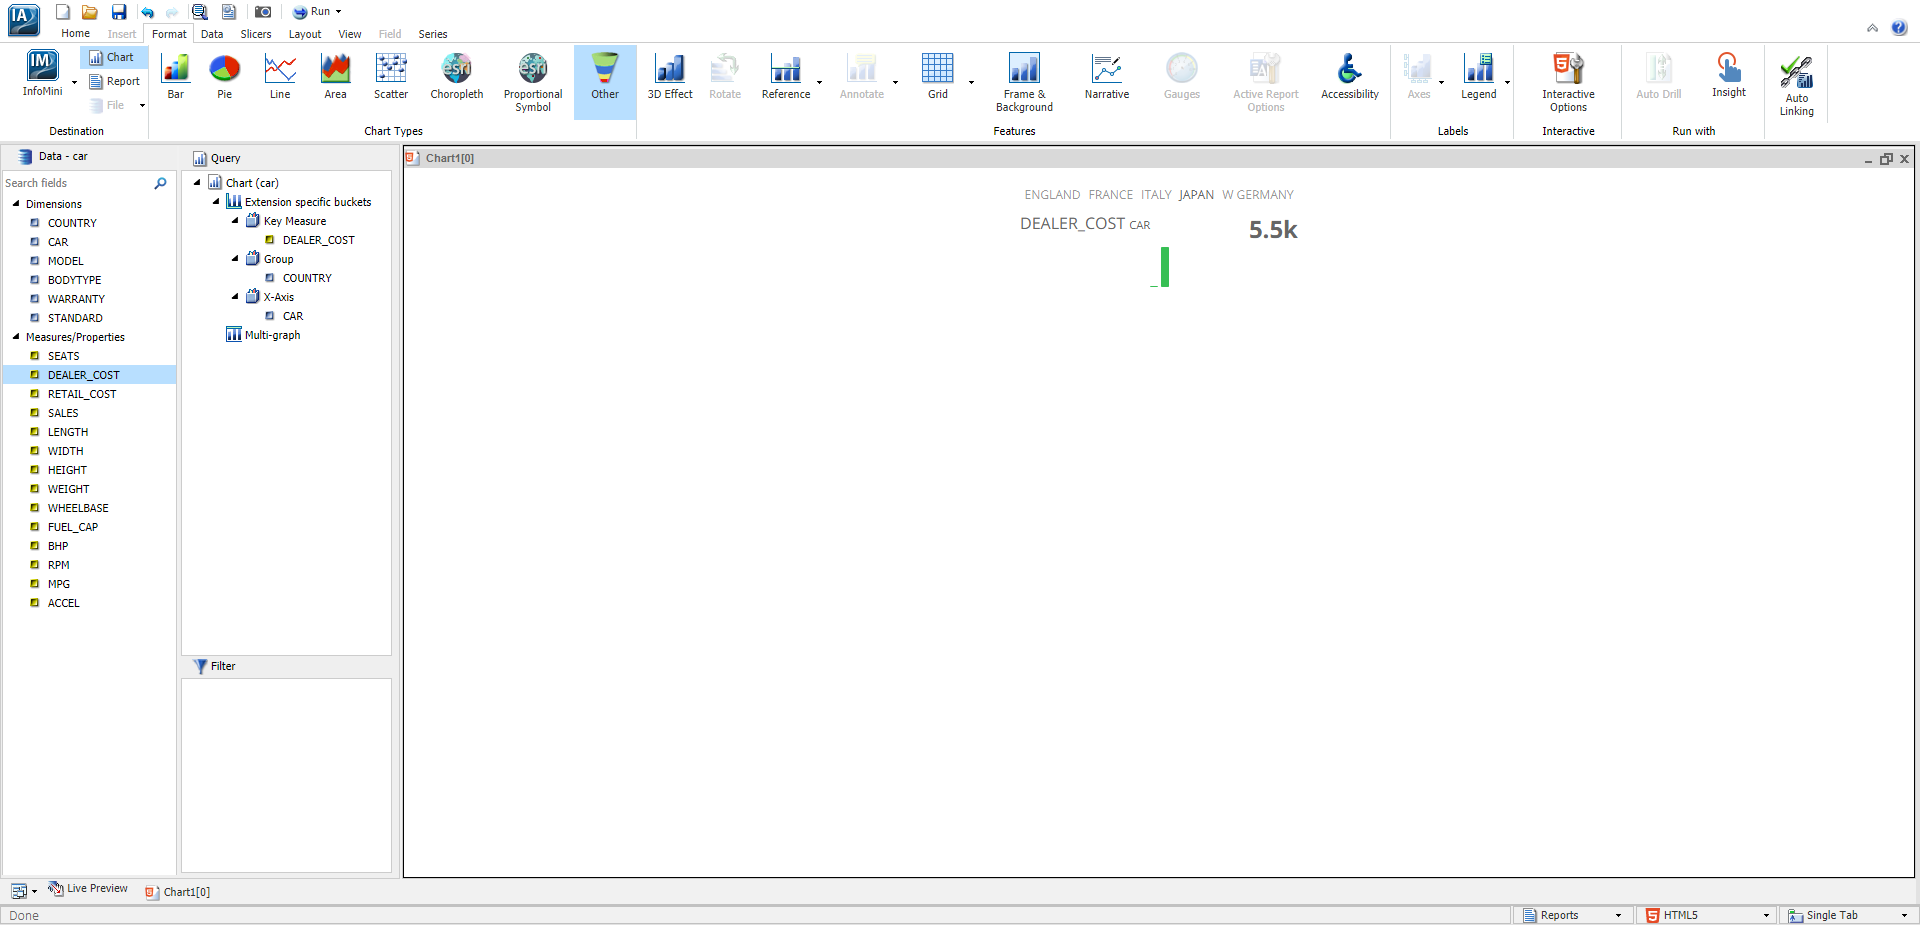 IA
Run
Home Insert Format Data Slicers Layout View Field Series
IM
InfoMini
Chart
Report
File
Destination
Bar
Pie
Line
Area
Scatter
esri
Choropleth
esri
Proportional
Symbol
Other
Chart Types
3D Effect
Rotate
Reference
Annotate
Grid
Frame &
Background
Narrative
Gauges
Active Report
Options
Accessibility
Features
Axes
Legend
Labels
Interactive
Options
Interactive
Auto Drill
Insight
Run with
Auto
Linking
Data - car
Search fields
Dimensions
COUNTRY
CAR
MODEL
BODYTYPE
WARRANTY
STANDARD
Measures/Properties
SEATS
DEALER_COST
RETAIL_COST
SALES
LENGTH
WIDTH
HEIGHT
WEIGHT
WHEELBASE
FUEL_CAP
BHP
RPM
MPG
ACCEL
Query
Chart (car)
Extension specific buckets
Key Measure
DEALER_COST
Group
COUNTRY
X-Axis
CAR
Multi-graph
Filter
Chart1[0]
ENGLAND FRANCE ITALY JAPAN W GERMANY
DEALER_COST CAR
5.5k
Live Preview
Chart1[0]
Done
Reports
HTML5
Single Tab